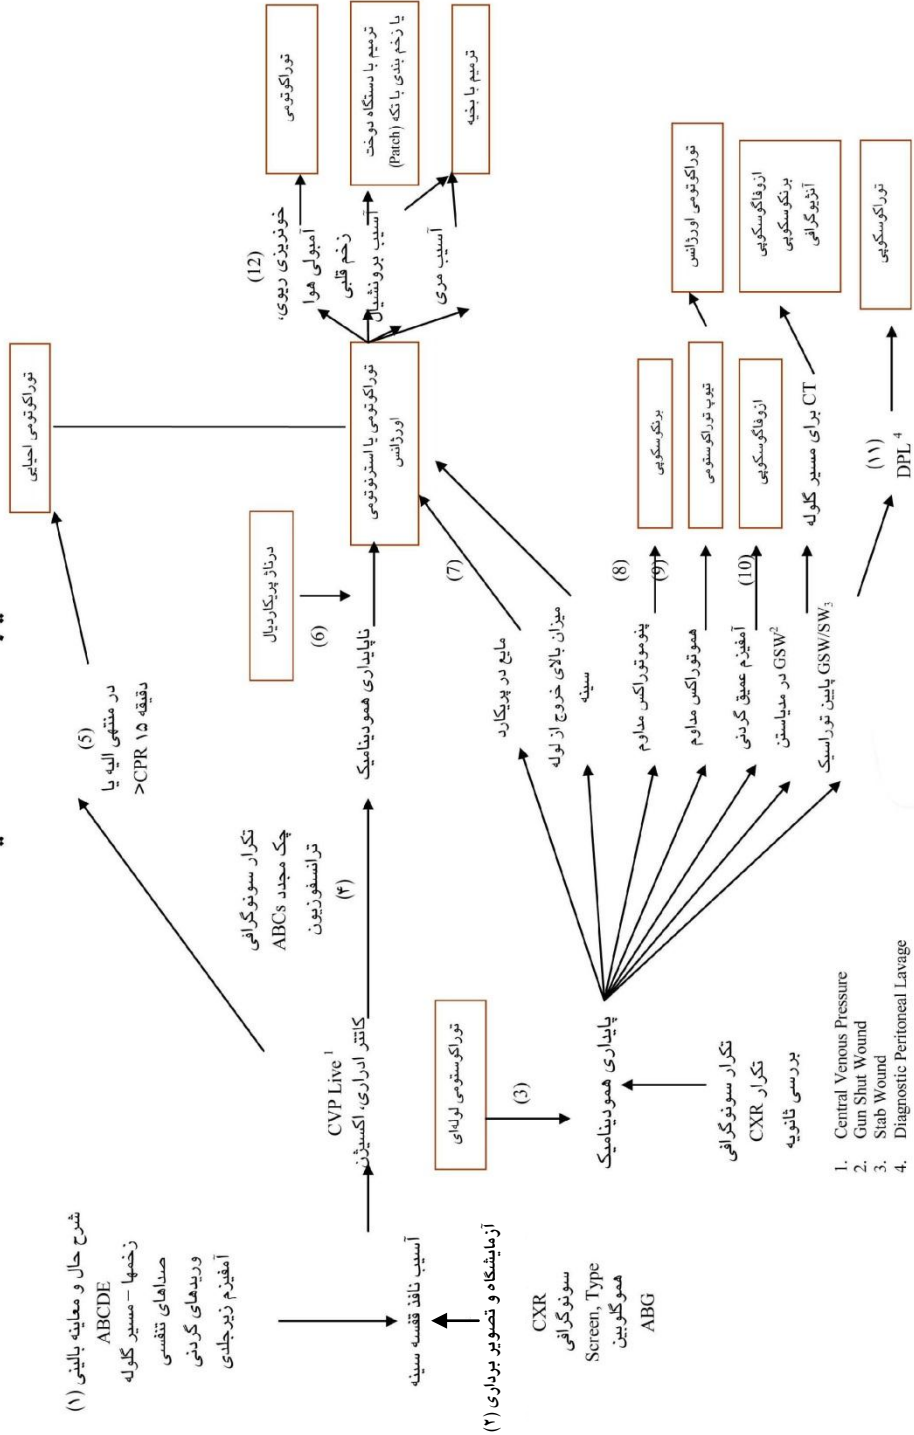 شرح حال و معاینه بالینی (۱)
ABCDE
زخمها – مسیر گلوله
صداهای تنفسی
وریدهای گردنی
آمفیزم زیرجلدی
آسیب نافذ قفسه سینه
آزمایشگاه و تصویر برداری (۲)
CXR
سونوگرافی
Screen, Type
هموگلوبین
ABG
CVP Live 1
کاتتر ادراری، اکسیژن
(5)
در منتهی الیه یا
>CPR ۱۵ دقیقه
توراکوتومی احیایی
تکرار سونوگرافی
چک مجدد ABCs
ترانسفوزیون
(۴)
ناپایداری همودینامیک
(6)
درناژ پریکاردیال
توراکوتومی یا استرنوتومی
اورژانس
(12)
خونریزی ریوی،
آمبولی هوا
زخم قلبی
آسیب برونشیال
آسیب مری
توراکوتومی
ترمیم با دستگاه دوخت
یا زخم بندی با تکه (Patch)
ترمیم با بخیه
توراکوستومی لوله‌ای
(3)
پایداری همودینامیک
تکرار سونوگرافی
تکرار CXR
بررسی ثانویه
(7)
مایع در پریکارد
میزان بالای خروج از لوله
سینه
پنوموتوراکس مداوم
هموتوراکس مداوم
آمفیزم عمیق گردنی
GSW2 در مدیاستن
GSW/SW3 پایین توراسیک
(8)
(9)
(10)
برنکوسکوپی
تیوپ توراکوستومی
ازوفاگوسکوپی
CT برای مسیر گلوله
(۱۱)
DPL 4
توراکوتومی اورژانس
ازوفاگوسکوپی
برنکوسکوپی
آنژیوگرافی
توراکوسکوپی
1. Central Venous Pressure
2. Gun Shut Wound
3. Stab Wound
4. Diagnostic Peritoneal Lavage